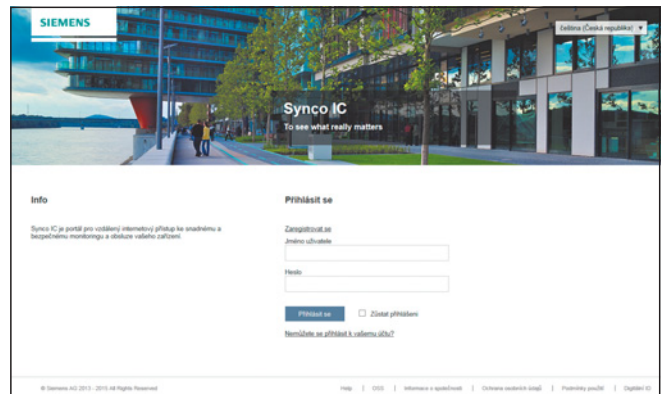 SIEMENS
čeština (Česká republika) ▼
Synco IC
To see what really matters
Info
Synco IC je portál pro vzdálený internetový přístup ke snadnému a
bezpečnému monitoringu a obsluze vašeho zařízení.
Přihlásit se
Zaregistrovat se
Jméno uživatele
Heslo
Přihlásit se
Zůstat přihlášeni
Nemůžete se přihlásit k vašemu účtu?
© Siemens AG 2013 - 2015 All Rights Reserved
Help | OSS | Informace o společnosti | Ochrana osobních údajů | Podmínky použití | Digitální ID